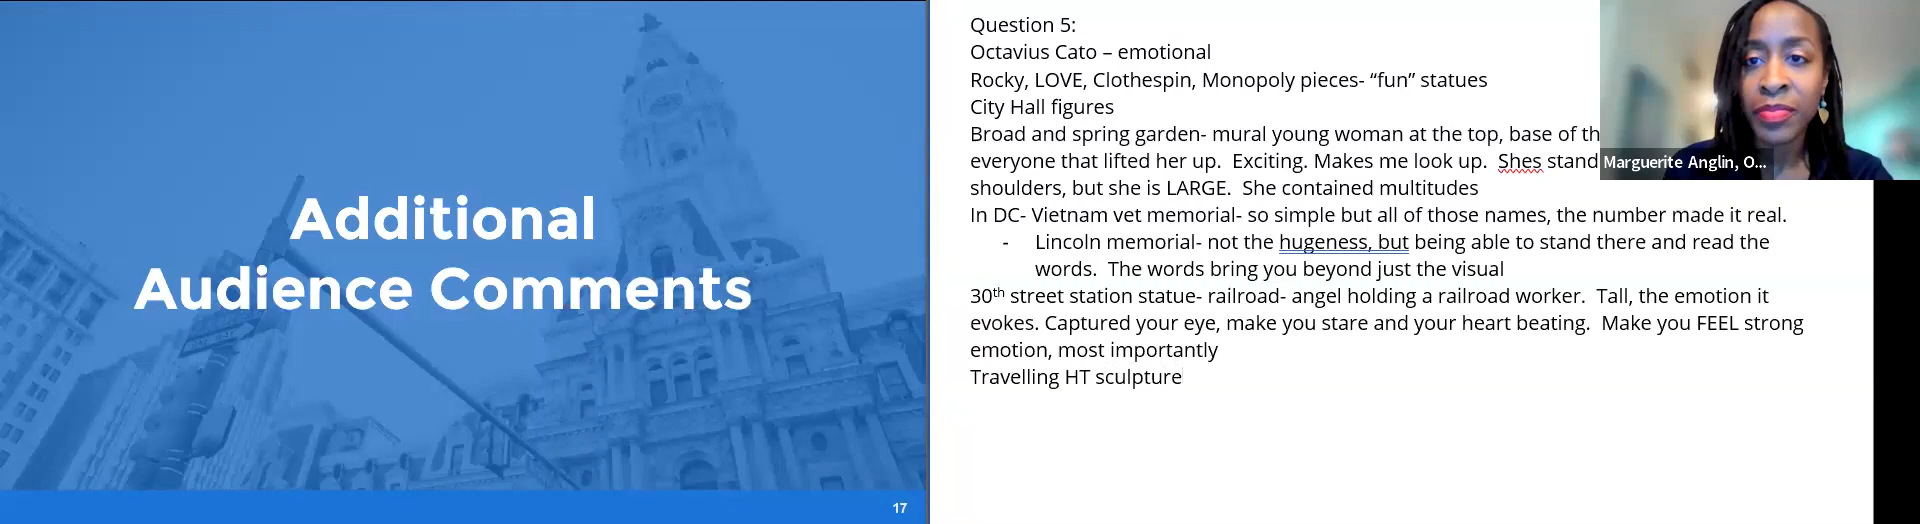 Additional
Audience Comments
17
Question 5:
Octavius Cato – emotional
Rocky, LOVE, Clothespin, Monopoly pieces- “fun” statues
City Hall figures
Broad and spring garden- mural young woman at the top, base of th
everyone that lifted her up.  Exciting. Makes me look up.  Shes stand
shoulders, but she is LARGE.  She contained multitudes
In DC- Vietnam vet memorial- so simple but all of those names, the number made it real.
- Lincoln memorial- not the hugeness, but being able to stand there and read the
words.  The words bring you beyond just the visual
30th street station statue- railroad- angel holding a railroad worker.  Tall, the emotion it
evokes. Captured your eye, make you stare and your heart beating.  Make you FEEL strong
emotion, most importantly
Travelling HT sculpture
Marguerite Anglin, O...